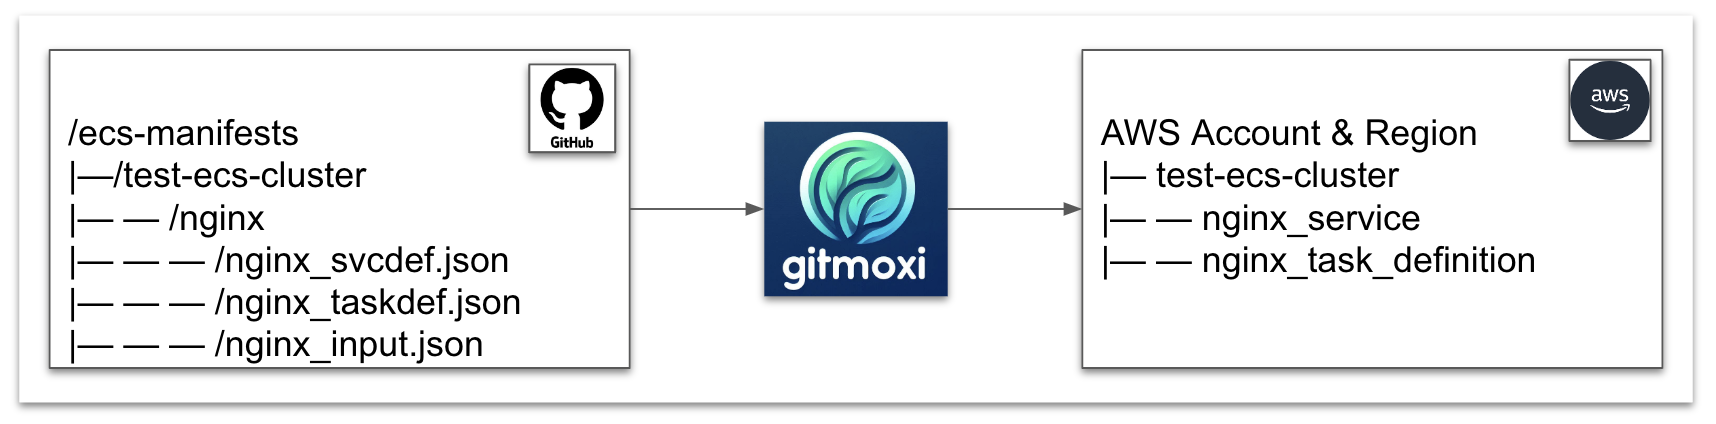 /ecs-manifests
|—/test-ecs-cluster
|— — /nginx
|— — — /nginx_svcdef.json
|— — — /nginx_taskdef.json
|— — — /nginx_input.json
GitHub
gitmoxi
aws
AWS Account & Region
|— test-ecs-cluster
|— — nginx_service
|— — nginx_task_definition